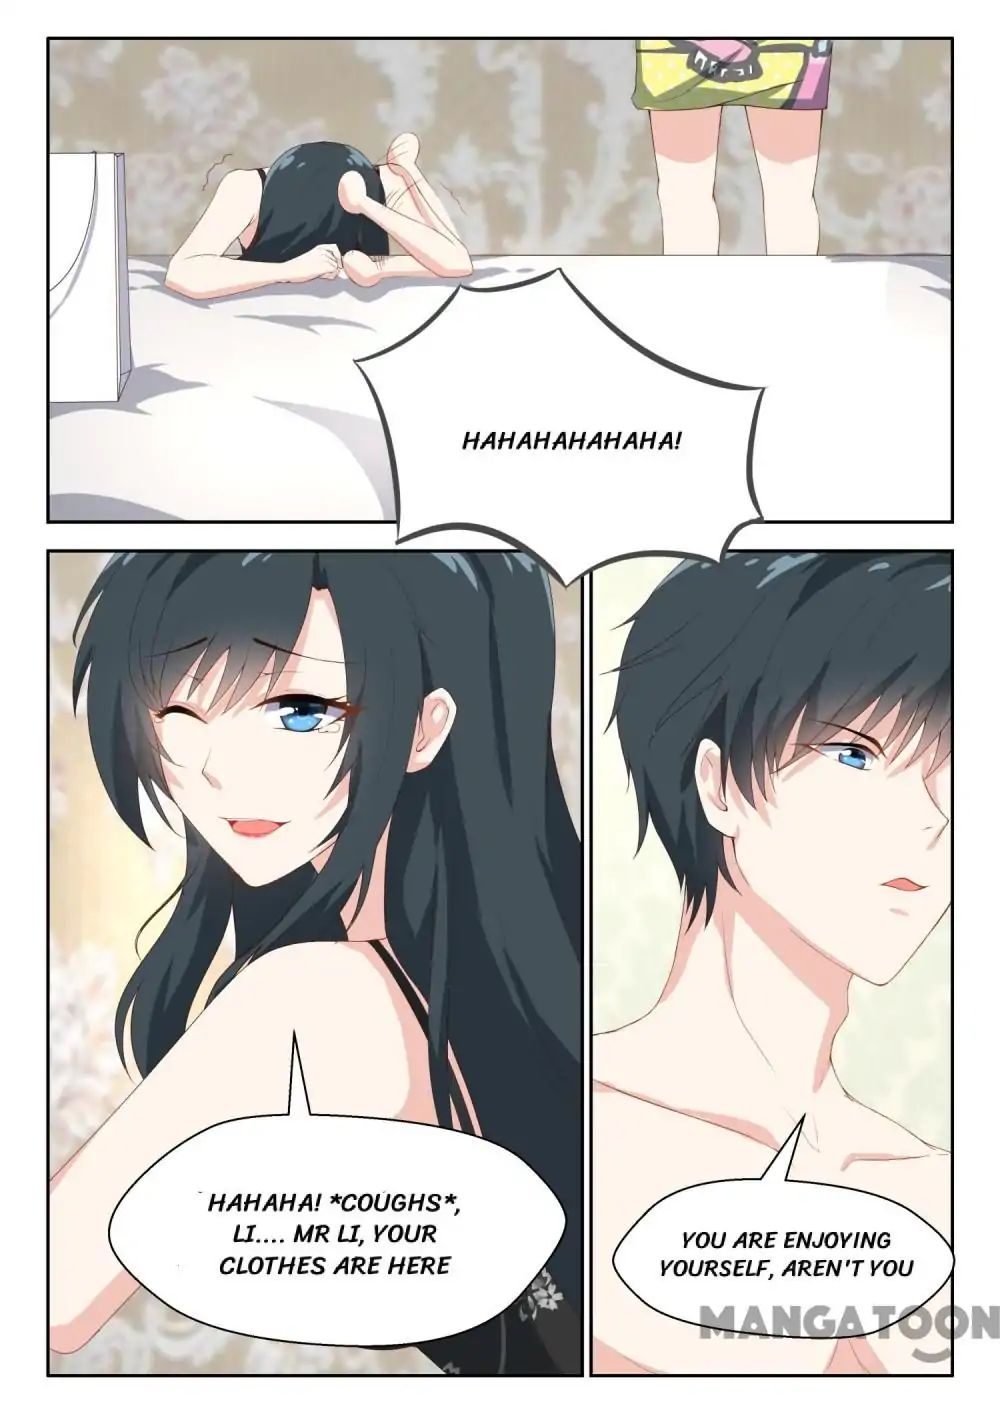 HAHAHAHAHAHA!
HAHAHA! *COUGHS*,
LI.... MR LI, YOUR
CLOTHES ARE HERE
YOU ARE ENJOYING
YOURSELF, AREN'T YOU
MANGATOON